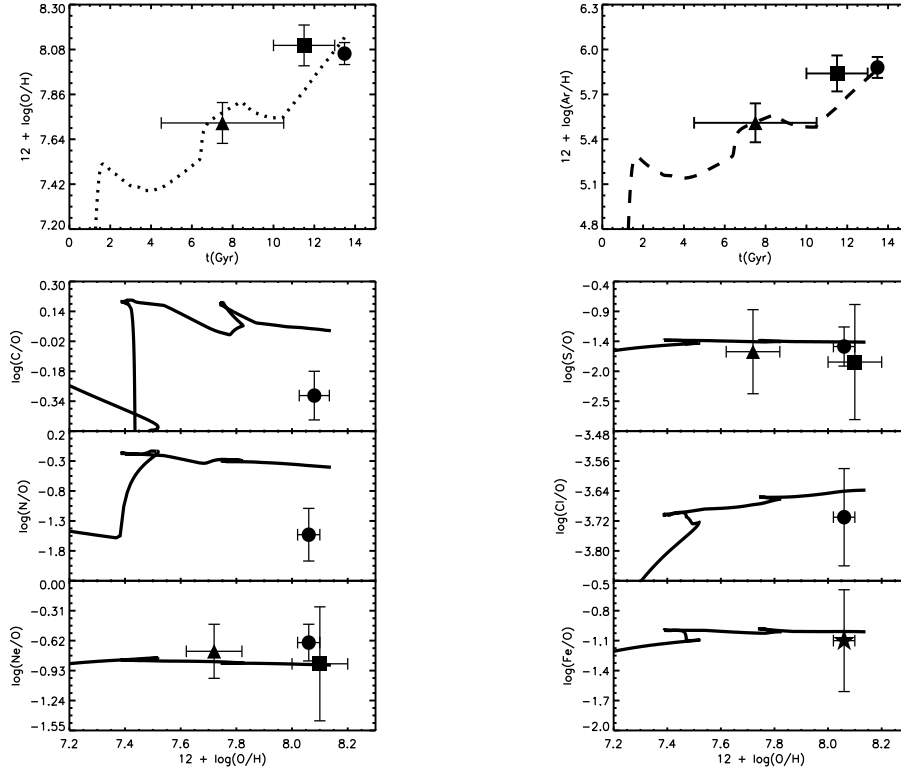 12 + log(O/H)
8.30
8.08
7.86
7.64
7.42
7.20
0 2 4 6 8 10 12 14
t(Gyr)
12 + log(Ar/H)
6.3
6.0
5.7
5.4
5.1
4.8
0 2 4 6 8 10 12 14
t(Gyr)
log(C/O)
0.30
0.14
−0.02
−0.18
−0.34
log(N/O)
0.2
−0.3
−0.8
−1.3
−1.8
log(Ne/O)
0.00
−0.31
−0.62
−0.93
−1.24
−1.55
7.2 7.4 7.6 7.8 8.0 8.2
12 + log(O/H)
log(S/O)
−0.4
−0.9
−1.4
−2.0
−2.5
log(Cl/O)
−3.48
−3.56
−3.64
−3.72
−3.80
log(Fe/O)
−0.5
−0.8
−1.1
−1.4
−1.7
−2.0
7.2 7.4 7.6 7.8 8.0 8.2
12 + log(O/H)